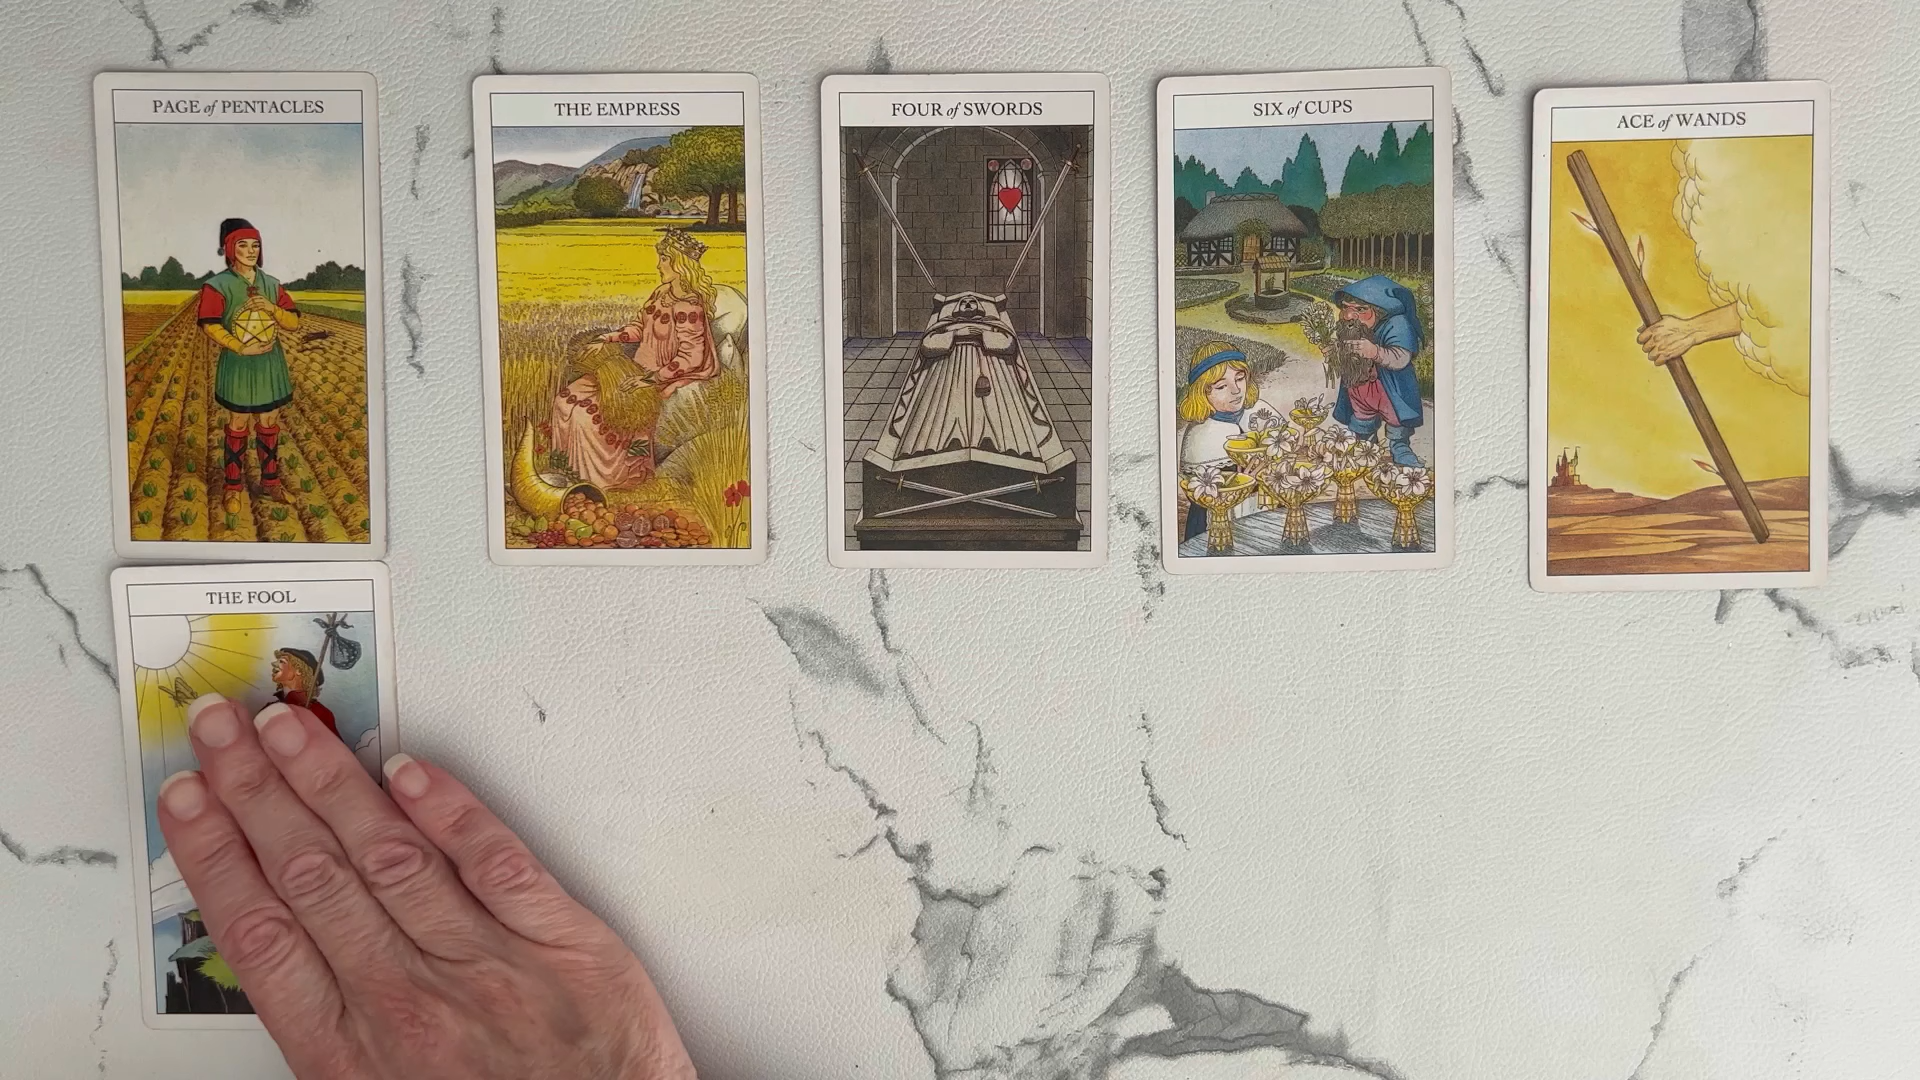 PAGE of PENTACLES
THE EMPRESS
FOUR of SWORDS
SIX of CUPS
ACE of WANDS
THE FOOL